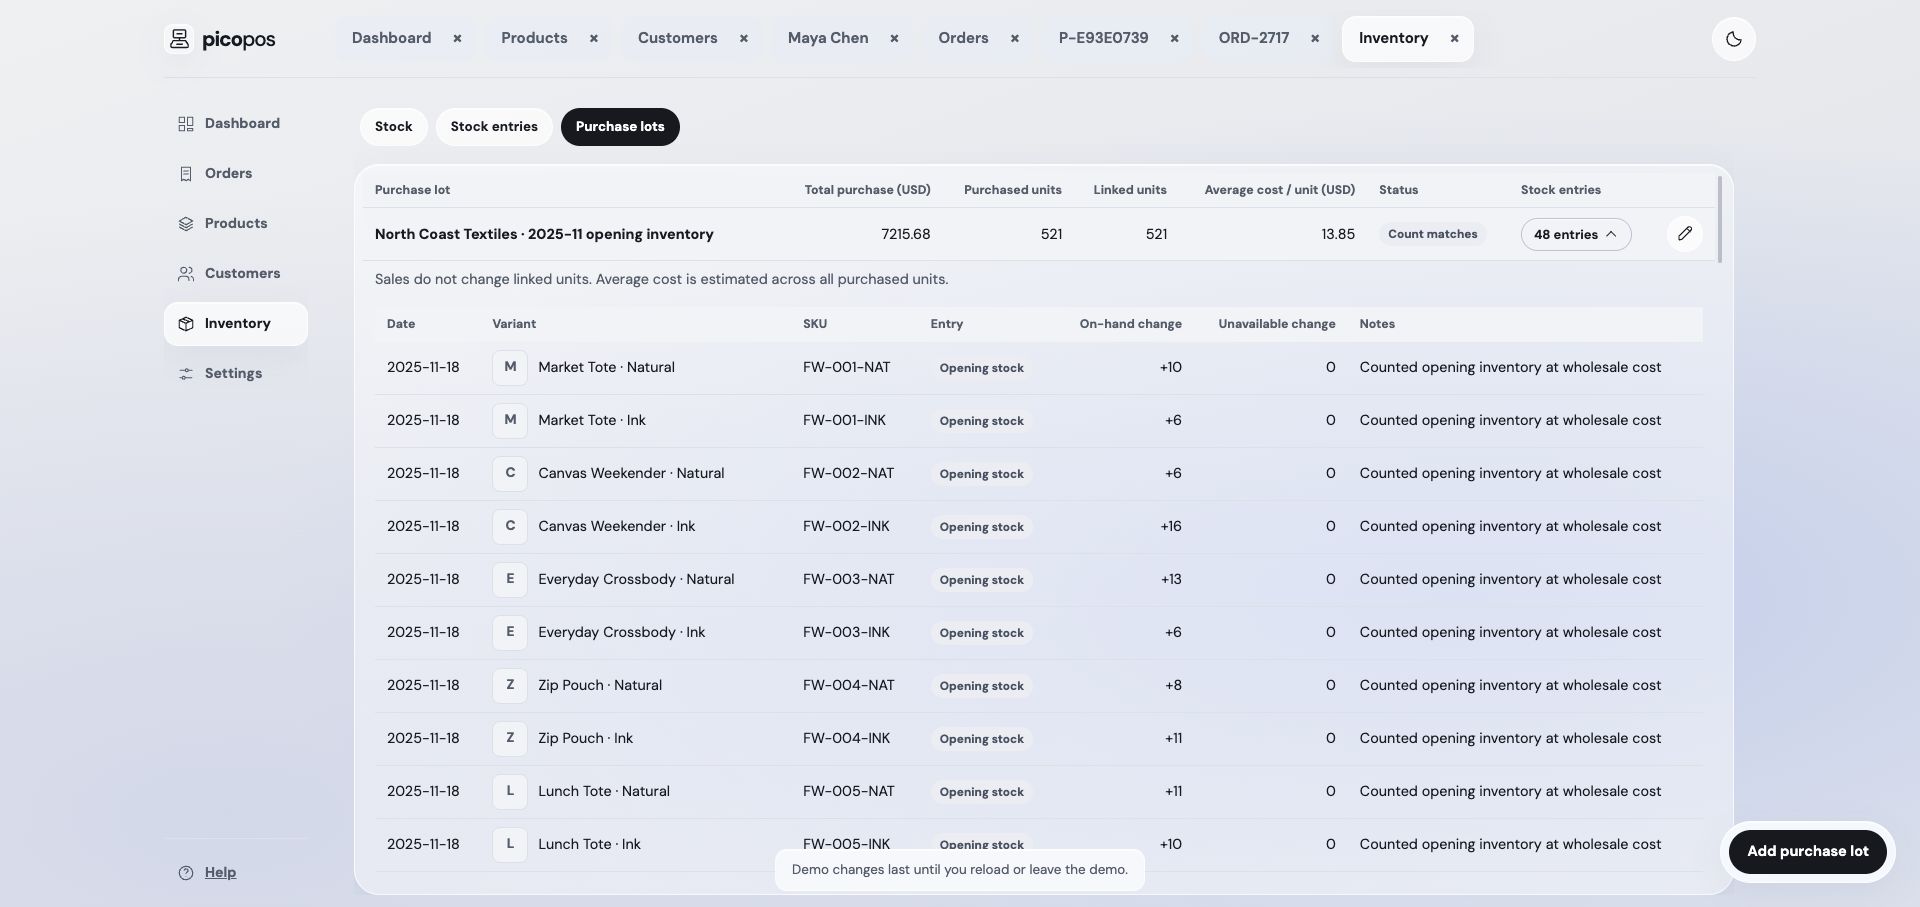 picopos
Dashboard × Products × Customers × Maya Chen × Orders × P-E93E0739 × ORD-2717 × Inventory ×
Dashboard
Orders
Products
Customers
Inventory
Settings
Help
Stock Stock entries Purchase lots
Purchase lot Total purchase (USD) Purchased units Linked units Average cost / unit (USD) Status Stock entries
North Coast Textiles · 2025-11 opening inventory 7215.68 521 521 13.85 Count matches 48 entries
Sales do not change linked units. Average cost is estimated across all purchased units.
Date Variant SKU Entry On-hand change Unavailable change Notes
2025-11-18 M Market Tote · Natural FW-001-NAT Opening stock +10 0 Counted opening inventory at wholesale cost
2025-11-18 M Market Tote · Ink FW-001-INK Opening stock +6 0 Counted opening inventory at wholesale cost
2025-11-18 C Canvas Weekender · Natural FW-002-NAT Opening stock +6 0 Counted opening inventory at wholesale cost
2025-11-18 C Canvas Weekender · Ink FW-002-INK Opening stock +16 0 Counted opening inventory at wholesale cost
2025-11-18 E Everyday Crossbody · Natural FW-003-NAT Opening stock +13 0 Counted opening inventory at wholesale cost
2025-11-18 E Everyday Crossbody · Ink FW-003-INK Opening stock +6 0 Counted opening inventory at wholesale cost
2025-11-18 Z Zip Pouch · Natural FW-004-NAT Opening stock +8 0 Counted opening inventory at wholesale cost
2025-11-18 Z Zip Pouch · Ink FW-004-INK Opening stock +11 0 Counted opening inventory at wholesale cost
2025-11-18 L Lunch Tote · Natural FW-005-NAT Opening stock +11 0 Counted opening inventory at wholesale cost
2025-11-18 L Lunch Tote · Ink FW-005-INK Opening stock +10 0 Counted opening inventory at wholesale cost
Demo changes last until you reload or leave the demo.
Add purchase lot